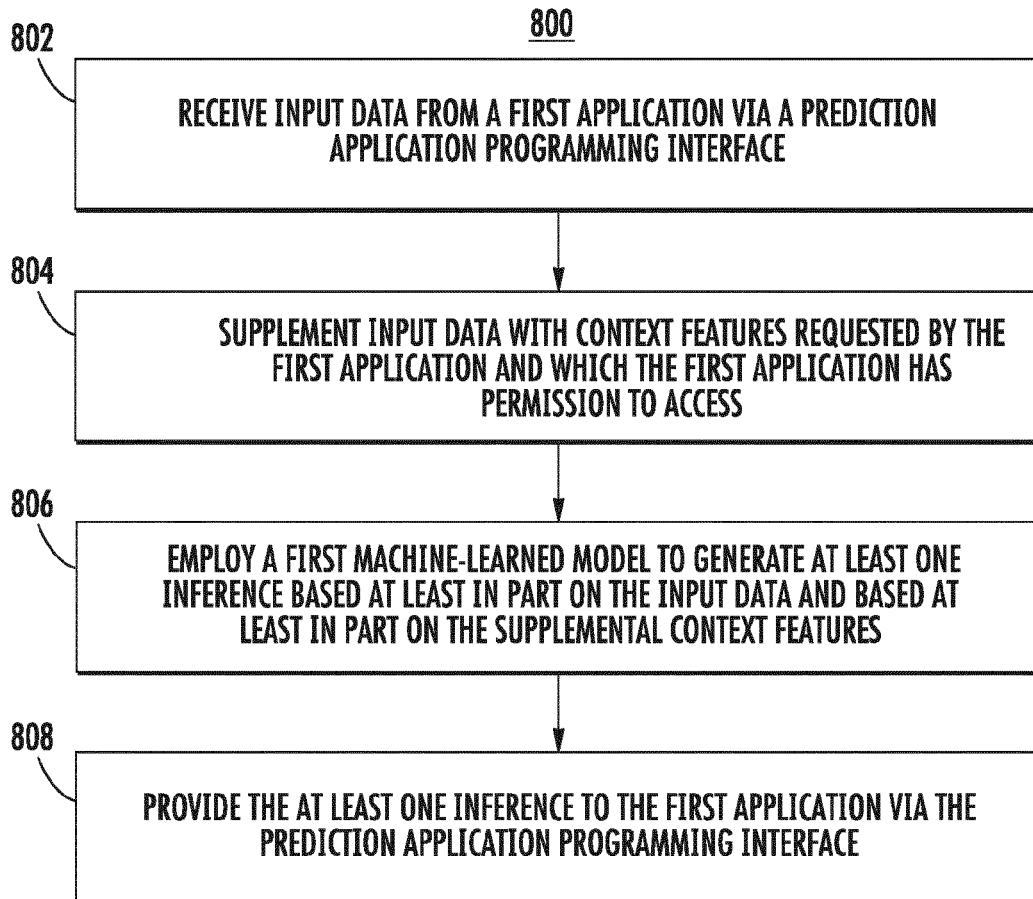 800
802
RECEIVE INPUT DATA FROM A FIRST APPLICATION VIA A PREDICTION
APPLICATION PROGRAMMING INTERFACE
804
SUPPLEMENT INPUT DATA WITH CONTEXT FEATURES REQUESTED BY THE
FIRST APPLICATION AND WHICH THE FIRST APPLICATION HAS
PERMISSION TO ACCESS
806
EMPLOY A FIRST MACHINE-LEARNED MODEL TO GENERATE AT LEAST ONE
INFERENCE BASED AT LEAST IN PART ON THE INPUT DATA AND BASED AT
LEAST IN PART ON THE SUPPLEMENTAL CONTEXT FEATURES
808
PROVIDE THE AT LEAST ONE INFERENCE TO THE FIRST APPLICATION VIA THE
PREDICTION APPLICATION PROGRAMMING INTERFACE